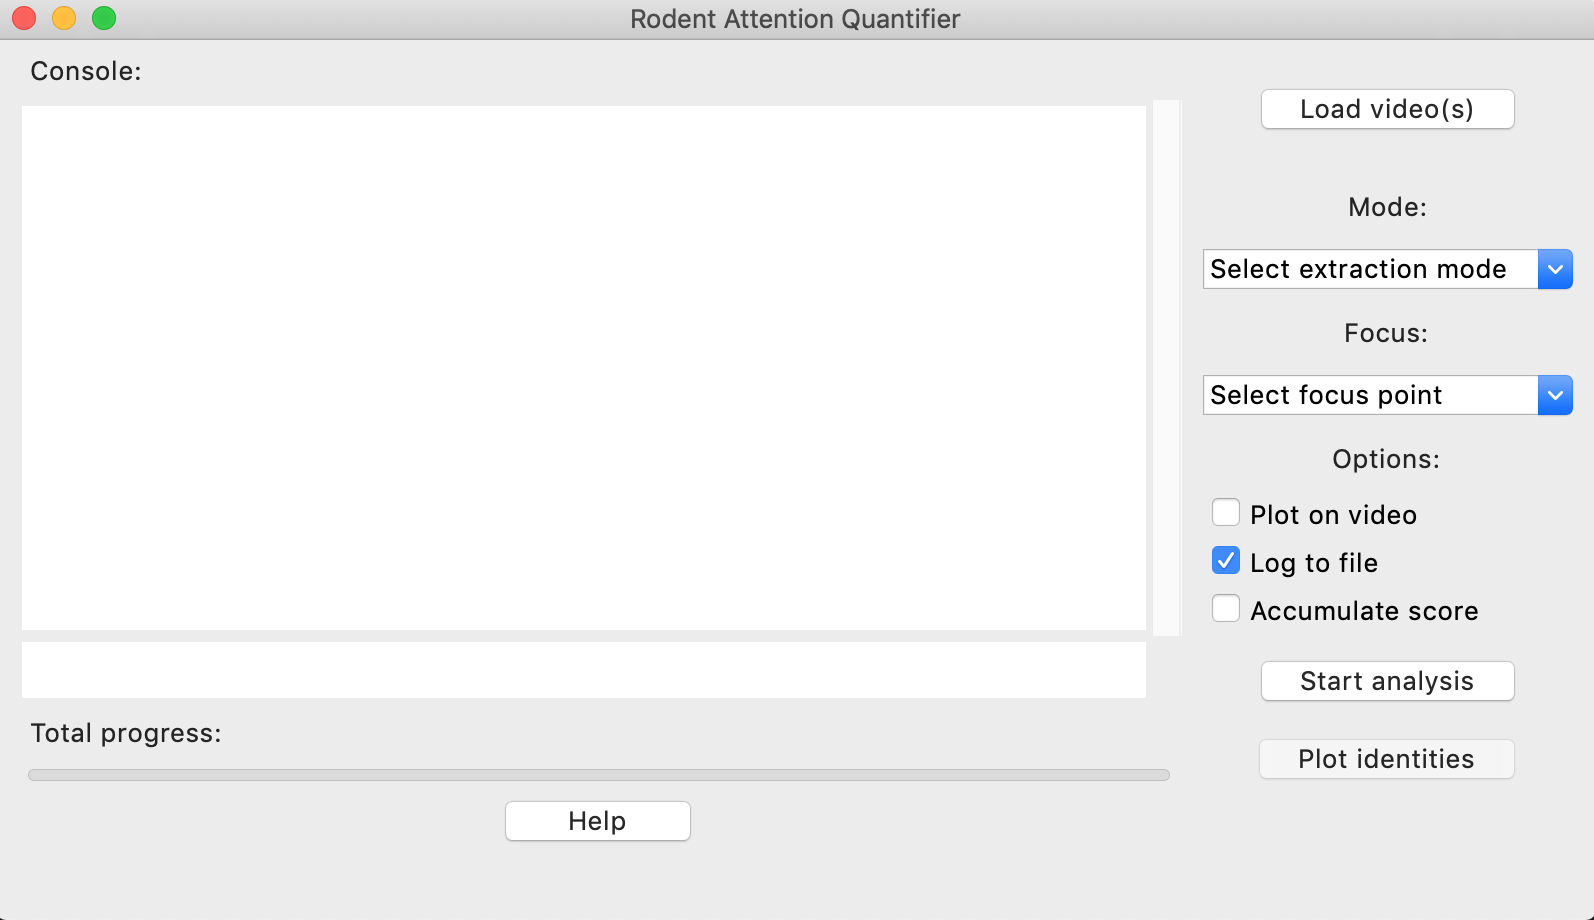 Rodent Attention Quantifier
Console:
Load video(s)
Mode:
Select extraction mode
Focus:
Select focus point
Options:
Plot on video
Log to file
Accumulate score
Start analysis
Total progress:
Plot identities
Help